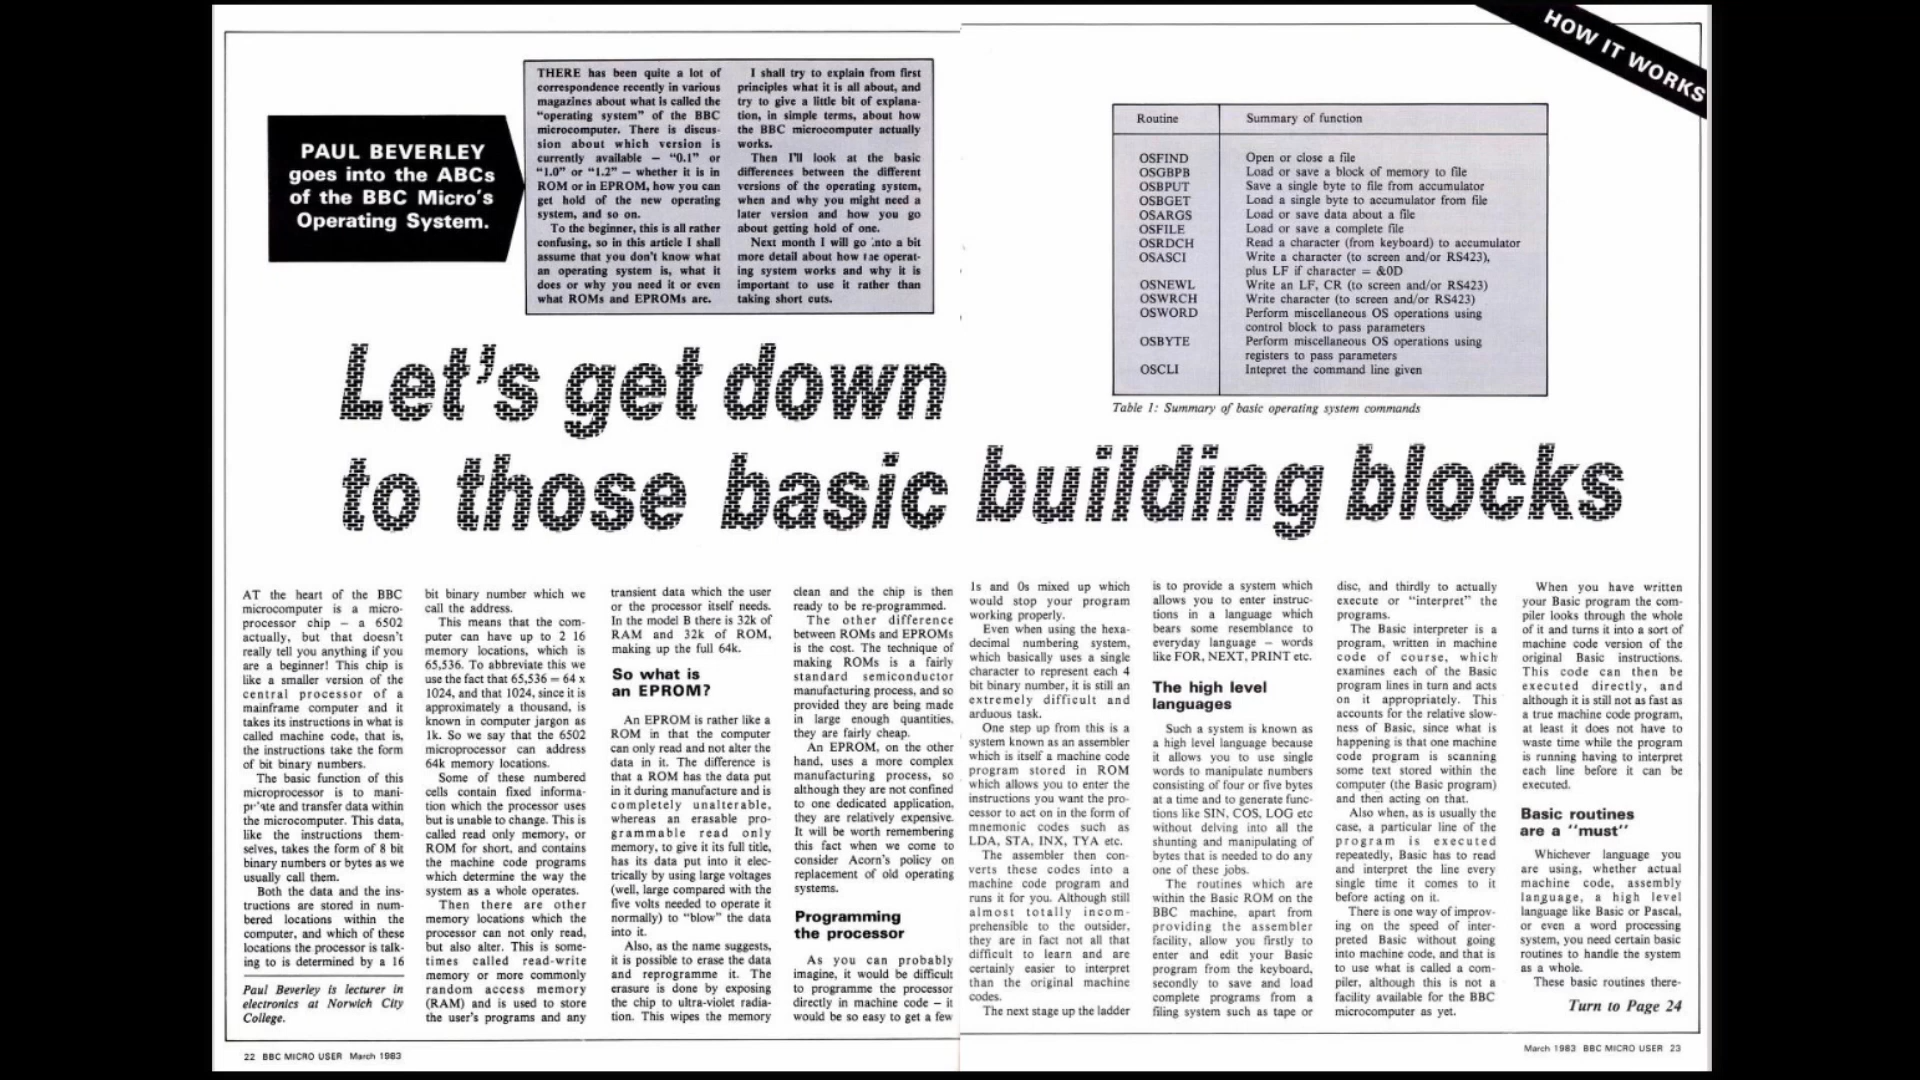 HOW IT WORKS
PAUL BEVERLEY
goes into the ABCs
of the BBC Micro's
Operating System.
THERE has been quite a lot of
correspondence recently in various
magazines about what is called the
"operating system" of the BBC
microcomputer. There is discus-
sion about which version is
currently available — "0.1" or
"1.0" or "1.2" — whether it is in
ROM or in EPROM, how you can
get hold of the new operating
system, and so on.
To the beginner, this is all rather
confusing, so in this article I shall
assume that you don't know what
an operating system is, what it
does or why you need it or even
what ROMs and EPROMs are.
I shall try to explain from first
principles what it is all about, and
try to give a little bit of explana-
tion, in simple terms, about how
the BBC microcomputer actually
works.
Then I'll look at the basic
differences between the different
versions of the operating system,
when and why you might need a
later version and how you go
about getting hold of one.
Next month I will go into a bit
more detail about how the operat-
ing system works and why it is
important to use it rather than
taking short cuts.
Routine Summary of function
OSFIND Open or close a file
OSGBPB Load or save a block of memory to file
OSBPUT Save a single byte to file from accumulator
OSBGET Load a single byte to accumulator from file
OSARGS Load or save data about a file
OSFILE Load or save a complete file
OSRDCH Read a character (from keyboard) to accumulator
OSASCI Write a character (to screen and/or RS423),
plus LF if character = &0D
OSNEWL Write an LF, CR (to screen and/or RS423)
OSWRCH Write character (to screen and/or RS423)
OSWORD Perform miscellaneous OS operations using
control block to pass parameters
OSBYTE Perform miscellaneous OS operations using
registers to pass parameters
OSCLI Intepret the command line given
Table 1: Summary of basic operating system commands
Let's get down
to those basic building blocks
AT the heart of the BBC
microcomputer is a micro-
processor chip — a 6502
actually, but that doesn't
really tell you anything if you
are a beginner! This chip is
like a smaller version of the
central processor of a
mainframe computer and it
takes its instructions in what is
called machine code, that is,
the instructions take the form
of bit binary numbers.
The basic function of this
microprocessor is to mani-
pulate and transfer data within
the microcomputer. This data,
like the instructions them-
selves, takes the form of 8 bit
binary numbers or bytes as we
usually call them.
Both the data and the ins-
tructions are stored in num-
bered locations within the
computer, and which of these
locations the processor is talk-
ing to is determined by a 16
Paul Beverley is lecturer in
electronics at Norwich City
College.
bit binary number which we
call the address.
This means that the com-
puter can have up to 2 16
memory locations, which is
65,536. To abbreviate this we
use the fact that 65,536 = 64 x
1024, and that 1024, since it is
approximately a thousand, is
known in computer jargon as
1k. So we say that the 6502
microprocessor can address
64k memory locations.
Some of these numbered
cells contain fixed informa-
tion which the processor uses
but is unable to change. This is
called read only memory, or
ROM for short, and contains
the machine code programs
which determine the way the
system as a whole operates.
Then there are other
memory locations which the
processor can not only read,
but also alter. This is some-
times called read-write
memory or more commonly
random access memory
(RAM) and is used to store
the user's programs and any
transient data which the user
or the processor itself needs.
In the model B there is 32k of
RAM and 32k of ROM,
making up the full 64k.
So what is
an EPROM?
An EPROM is rather like a
ROM in that the computer
can only read and not alter the
data in it. The difference is
that a ROM has the data put
in it during manufacture and is
completely unalterable,
whereas an erasable pro-
grammable read only
memory, to give it its full title,
has its data put into it elec-
trically by using large voltages
(well, large compared with the
five volts needed to operate it
normally) to "blow" the data
into it.
Also, as the name suggests,
it is possible to erase the data
and reprogramme it. The
erasure is done by exposing
the chip to ultra-violet radia-
tion. This wipes the memory
clean and the chip is then
ready to be re-programmed.
The other difference
between ROMs and EPROMs
is the cost. The technique of
making ROMs is a fairly
standard semiconductor
manufacturing process, and so
provided they are being made
in large enough quantities,
they are fairly cheap.
An EPROM, on the other
hand, uses a more complex
manufacturing process, so
although they are not confined
to one dedicated application,
they are relatively expensive.
It will be worth remembering
this fact when we come to
consider Acorn's policy on
replacement of old operating
systems.
Programming
the processor
As you can probably
imagine, it would be difficult
to programme the processor
directly in machine code — it
would be so easy to get a few
1s and 0s mixed up which
would stop your program
working properly.
Even when using the hexa-
decimal numbering system,
which basically uses a single
character to represent each 4
bit binary number, it is still an
extremely difficult and
arduous task.
One step up from this is a
system known as an assembler
which is itself a machine code
program stored in ROM
which allows you to enter the
instructions you want the pro-
cessor to act on in the form of
mnemonic codes such as
LDA, STA, INX, TYA etc.
The assembler then con-
verts these codes into a
machine code program and
runs it for you. Although still
almost totally incom-
prehensible to the outsider,
they are in fact not all that
difficult to learn and are
certainly easier to interpret
than the original machine
codes.
The next stage up the ladder
is to provide a system which
allows you to enter instruc-
tions in a language which
bears some resemblance to
everyday language — words
like FOR, NEXT, PRINT etc.
The high level
languages
Such a system is known as
a high level language because
it allows you to use single
words to manipulate numbers
consisting of four or five bytes
at a time and to generate func-
tions like SIN, COS, LOG etc
without delving into all the
shunting and manipulating of
bytes that is needed to do any
one of these jobs.
The routines which are
within the Basic ROM on the
BBC machine, apart from
providing the assembler
facility, allow you firstly to
enter and edit your Basic
program from the keyboard,
secondly to save and load
complete programs from a
filing system such as tape or
disc, and thirdly to actually
execute or "interpret" the
programs.
The Basic interpreter is a
program, written in machine
code of course, which
examines each of the Basic
program lines in turn and acts
on it appropriately. This
accounts for the relative slow-
ness of Basic, since what is
happening is that one machine
code program is scanning
some text stored within the
computer (the Basic program)
and then acting on that.
Also when, as is usually the
case, a particular line of the
program is executed
repeatedly, Basic has to read
and interpret the line every
single time it comes to it
before acting on it.
There is one way of improv-
ing on the speed of inter-
preted Basic without going
into machine code, and that is
to use what is called a com-
piler, although this is not a
facility available for the BBC
microcomputer as yet.
When you have written
your Basic program the com-
piler looks through the whole
of it and turns it into a sort of
machine code version of the
original Basic instructions.
This code can then be
executed directly, and
although it is still not as fast as
a true machine code program,
at least it does not have to
waste time while the program
is running having to interpret
each line before it can be
executed.
Basic routines
are a "must"
Whichever language you
are using, whether actual
machine code, assembly
language, a high level
language like Basic or Pascal,
or even a word processing
system, you need certain basic
routines to handle the system
as a whole.
These basic routines there-
Turn to Page 24
22 BBC MICRO USER March 1983
March 1983 BBC MICRO USER 23